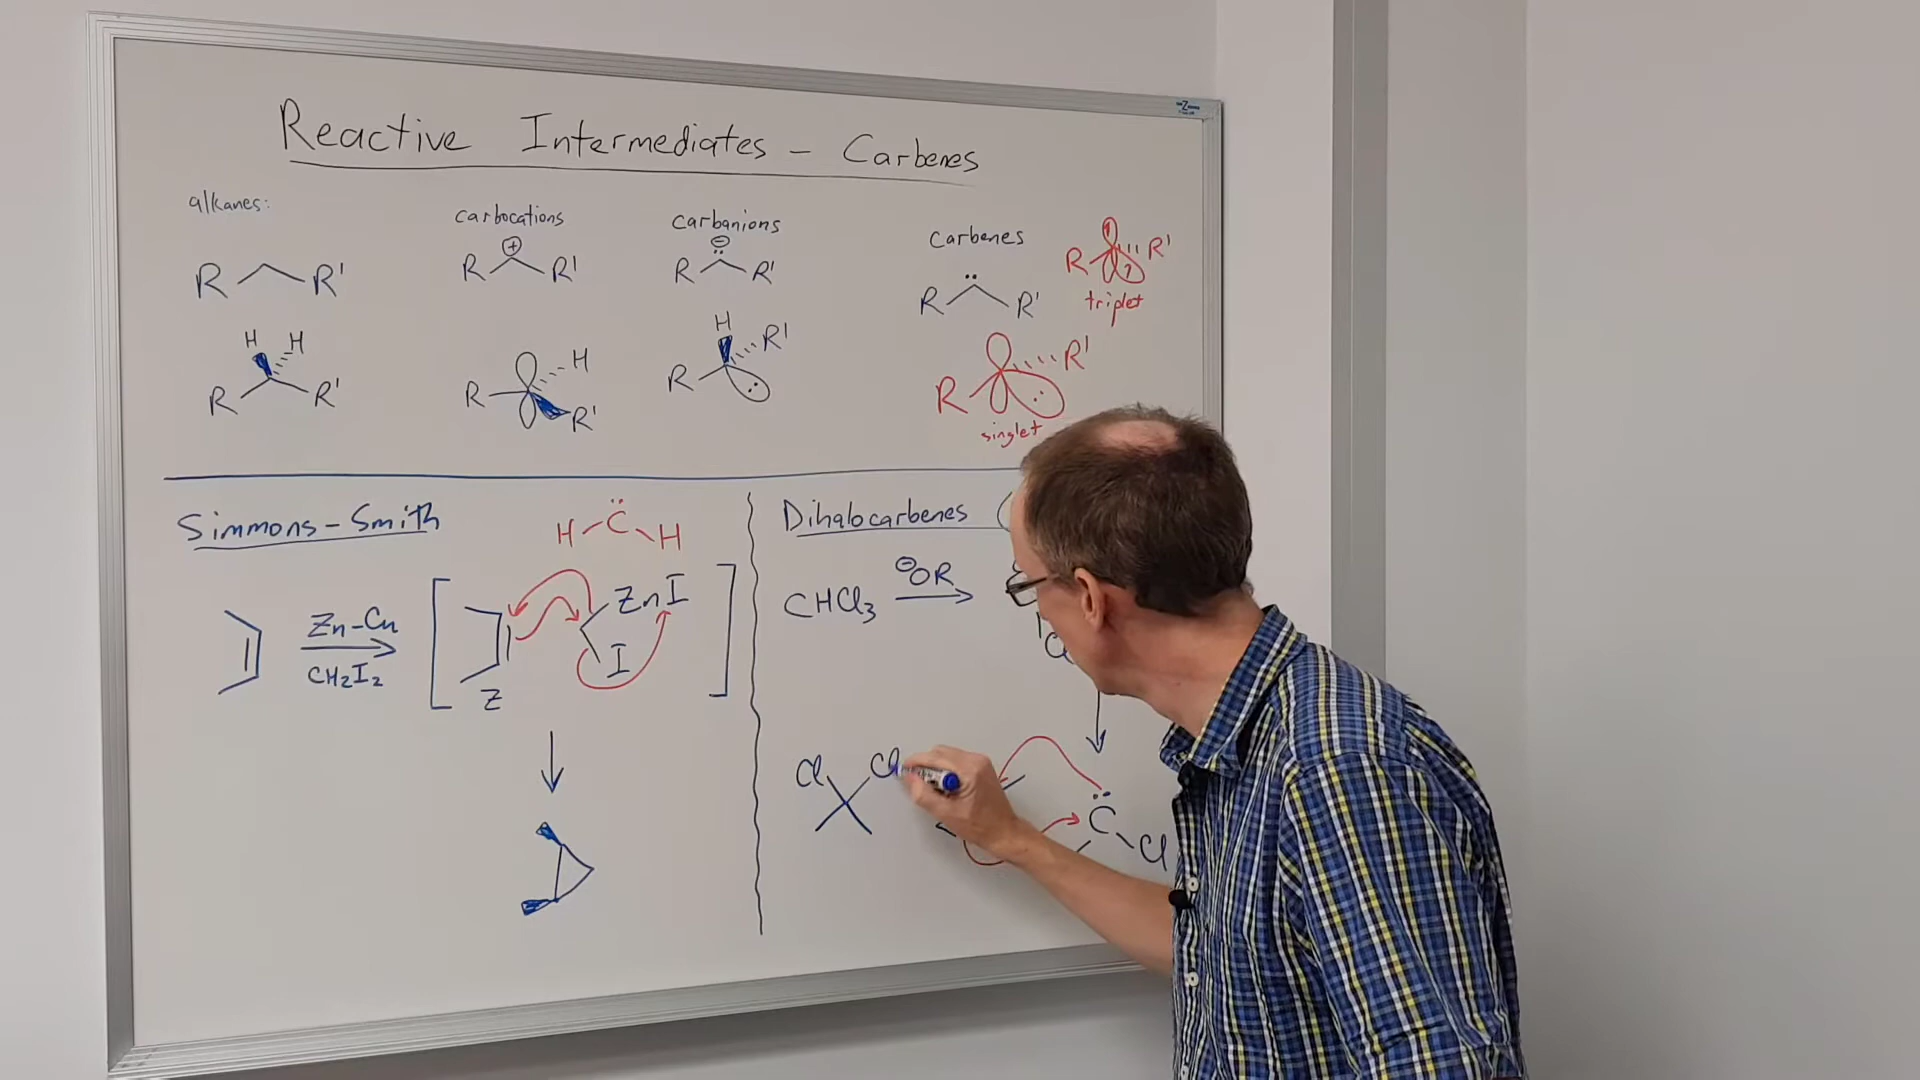 Reactive Intermediates - Carbenes
alkanes:
R R'
H H
R R'
carbocations
⊕
R R'
H
R R'
carbanions
⊖
R R'
H R'
R
carbenes
R R'
R R'
triplet
R R'
singlet
Simmons-Smith
H C H
Zn-Cu
CH2I2
ZnI
I
Z
Dihalocarbenes
CHCl3
⊖OR
Cl Cl
C
Cl